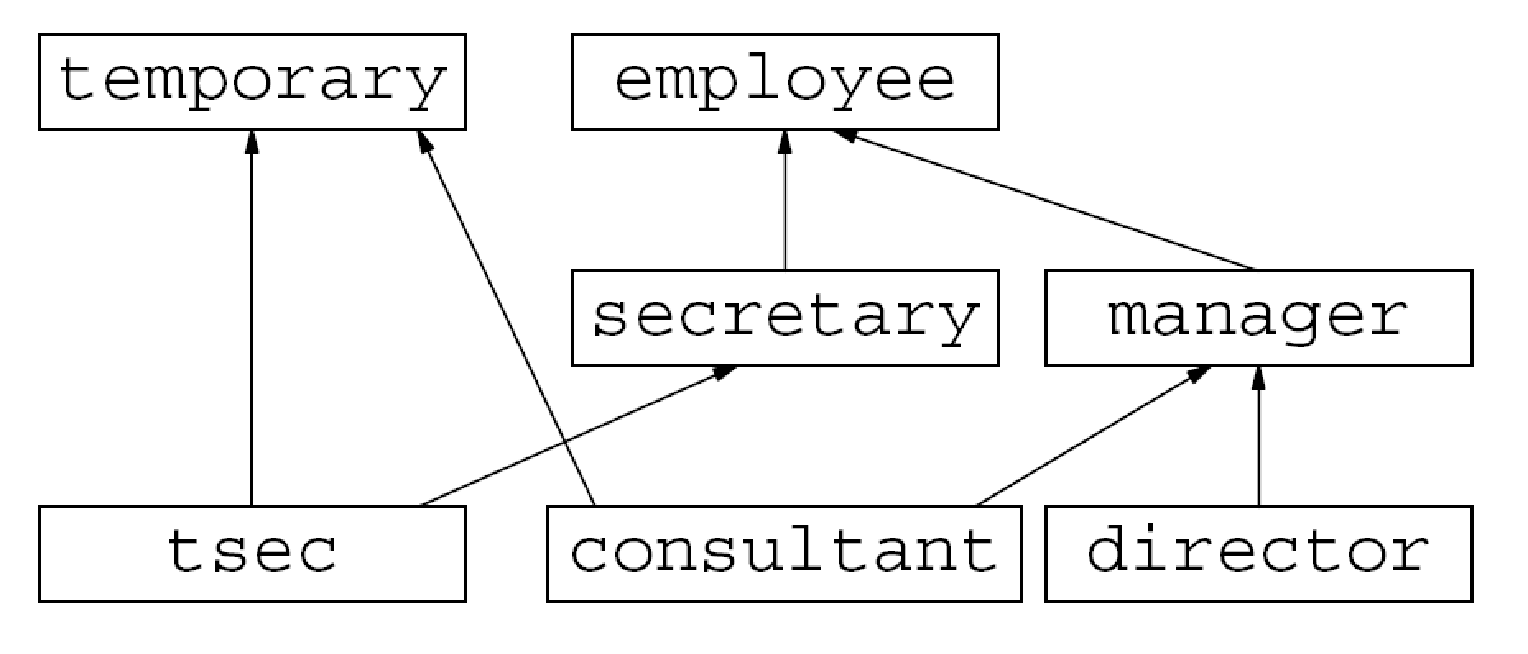 temporary
employee
secretary
manager
tsec
consultant
director